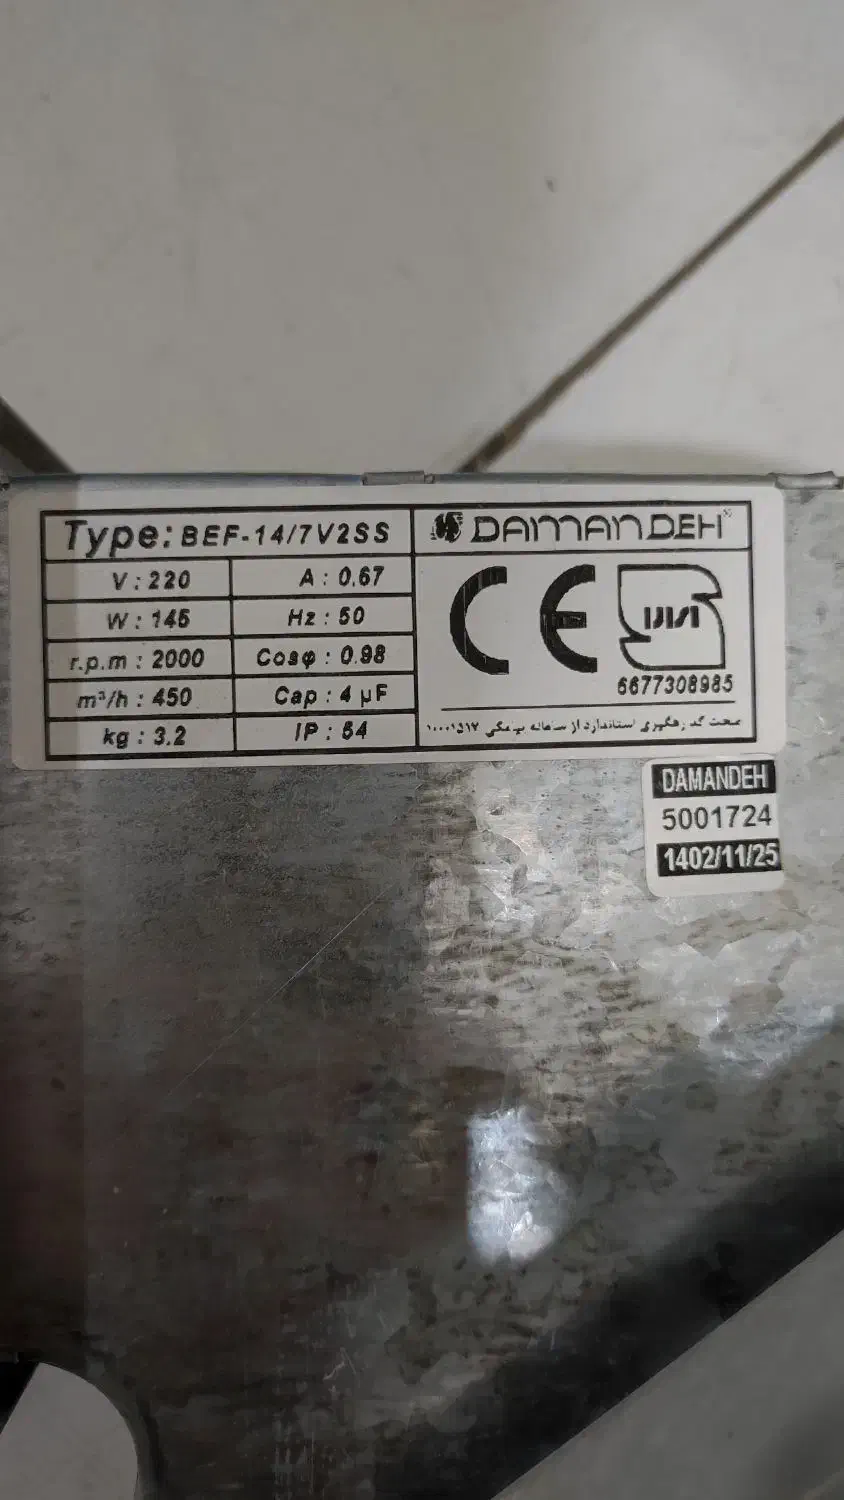 Type: BEF-14/7V2SS
DAMANDEH
V : 220
A : 0.67
W : 145
Hz : 50
r.p.m : 2000
Cosφ : 0.98
m³/h : 450
Cap : 4 µF
kg : 3.2
IP : 54
CE
6677308985
صحت کد رهگیری استاندارد از سامانه پیامکی ۱۰۰۰۱۵۱۷
DAMANDEH
5001724
1402/11/25